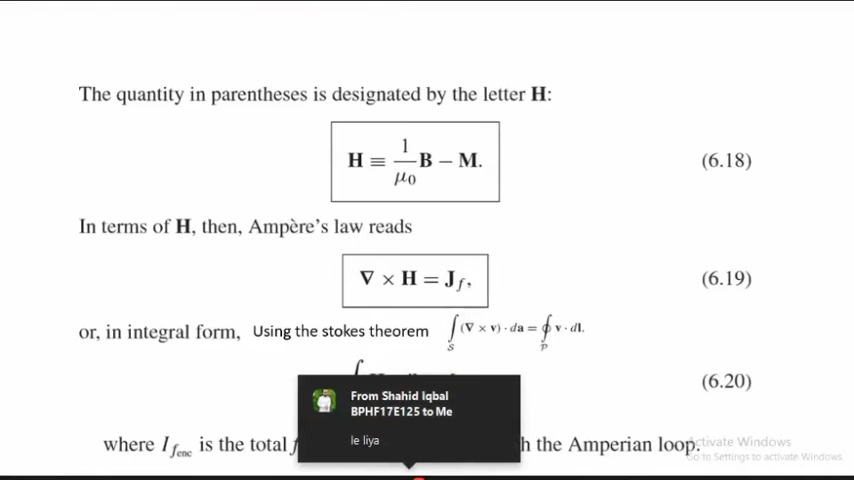 The quantity in parentheses is designated by the letter H:
H ≡ 1/μ0 B − M. (6.18)
In terms of H, then, Ampère's law reads
∇ × H = Jf, (6.19)
or, in integral form, Using the stokes theorem ∫S (∇ × v) · da = ∮P v · dl.
(6.20)
From Shahid Iqbal
BPHF17E125 to Me
le liya
where Ifenc is the total f h the Amperian loop.
Activate Windows
Go to Settings to activate Windows.